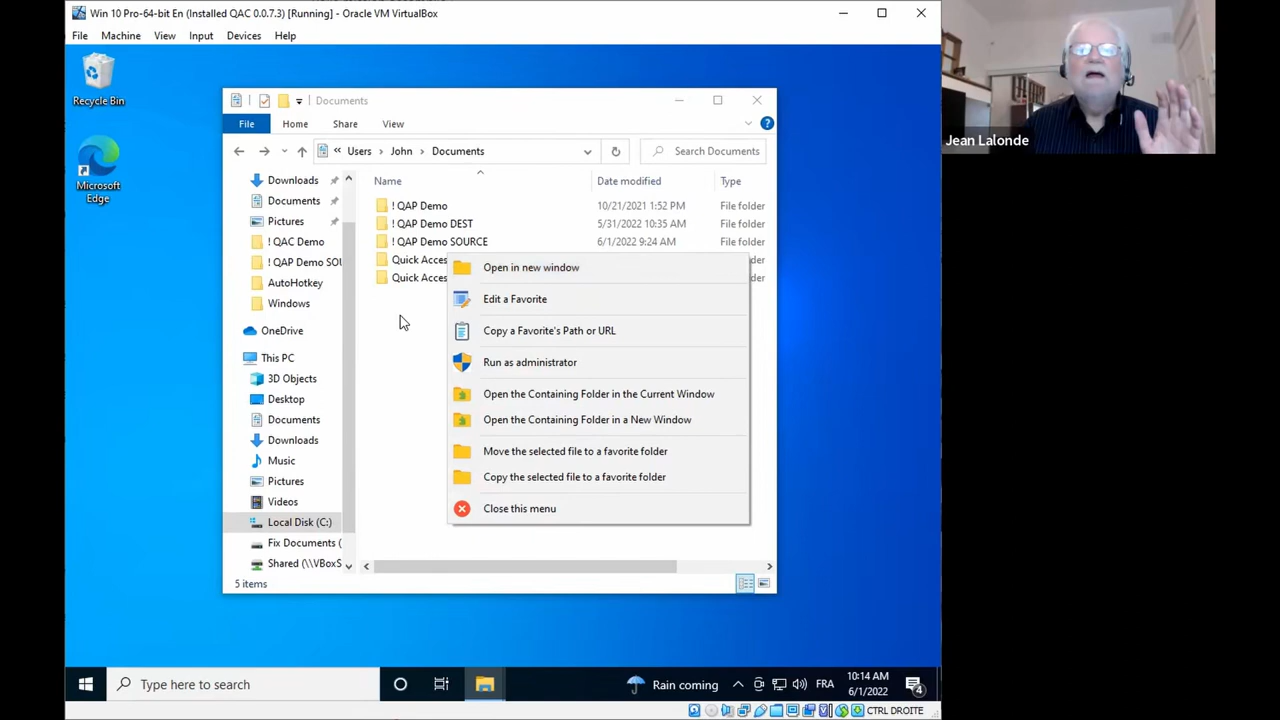 Win 10 Pro-64-bit En (Installed QAC 0.0.7.3) [Running] - Oracle VM VirtualBox
File Machine View Input Devices Help
Recycle Bin
Microsoft Edge
Documents
File Home Share View
Users John Documents
Search Documents
Downloads
Documents
Pictures
! QAC Demo
! QAP Demo SOU
AutoHotkey
Windows
OneDrive
This PC
3D Objects
Desktop
Documents
Downloads
Music
Pictures
Videos
Local Disk (C:)
Fix Documents (
Shared (\\VBoxS
Name Date modified Type
! QAP Demo 10/21/2021 1:52 PM File folder
! QAP Demo DEST 5/31/2022 10:35 AM File folder
! QAP Demo SOURCE 6/1/2022 9:24 AM File folder
Quick Acces der
Quick Acces der
Open in new window
Edit a Favorite
Copy a Favorite's Path or URL
Run as administrator
Open the Containing Folder in the Current Window
Open the Containing Folder in a New Window
Move the selected file to a favorite folder
Copy the selected file to a favorite folder
Close this menu
5 items
Type here to search
Rain coming
FRA
10:14 AM
6/1/2022
4
CTRL DROITE
Jean Lalonde